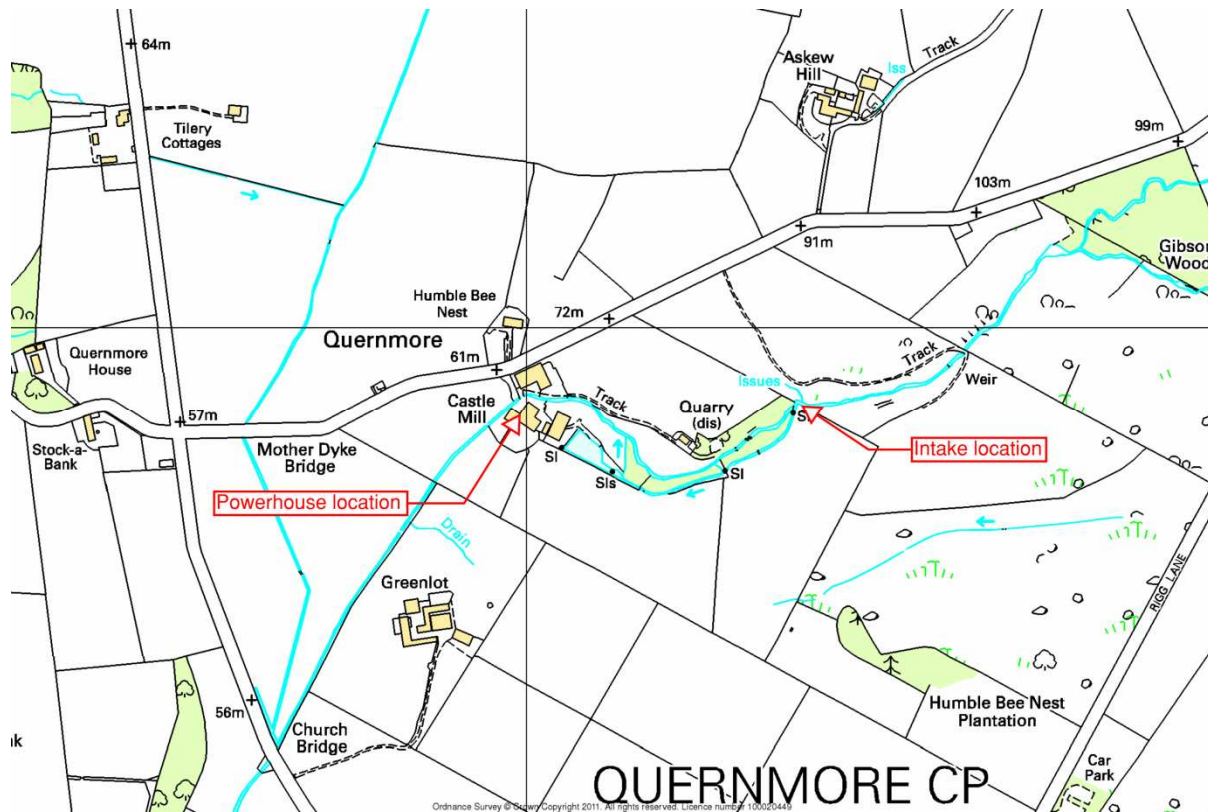 64m
Tilery
Cottages
Askew
Hill
Track
Iss
99m
103m
91m
Gibson
Wood
Humble Bee
Nest
72m
Quernmore
61m
Quernmore
House
Track
Weir
Issues
Castle
Mill
Track
Quarry
(dis)
57m
Stock-a-
Bank
Mother Dyke
Bridge
Sl
Sls
Sl
Intake location
Powerhouse location
Drain
Greenlot
RIGG LANE
56m
Church
Bridge
Humble Bee Nest
Plantation
Car
Park
QUERNMORE CP
Ordnance Survey © Crown Copyright 2011. All rights reserved. Licence number 100020449